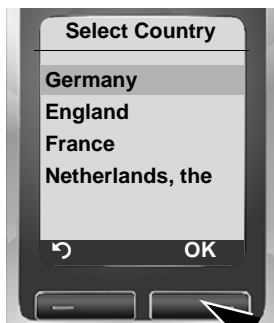 Select Country
Germany
England
France
Netherlands, the
OK